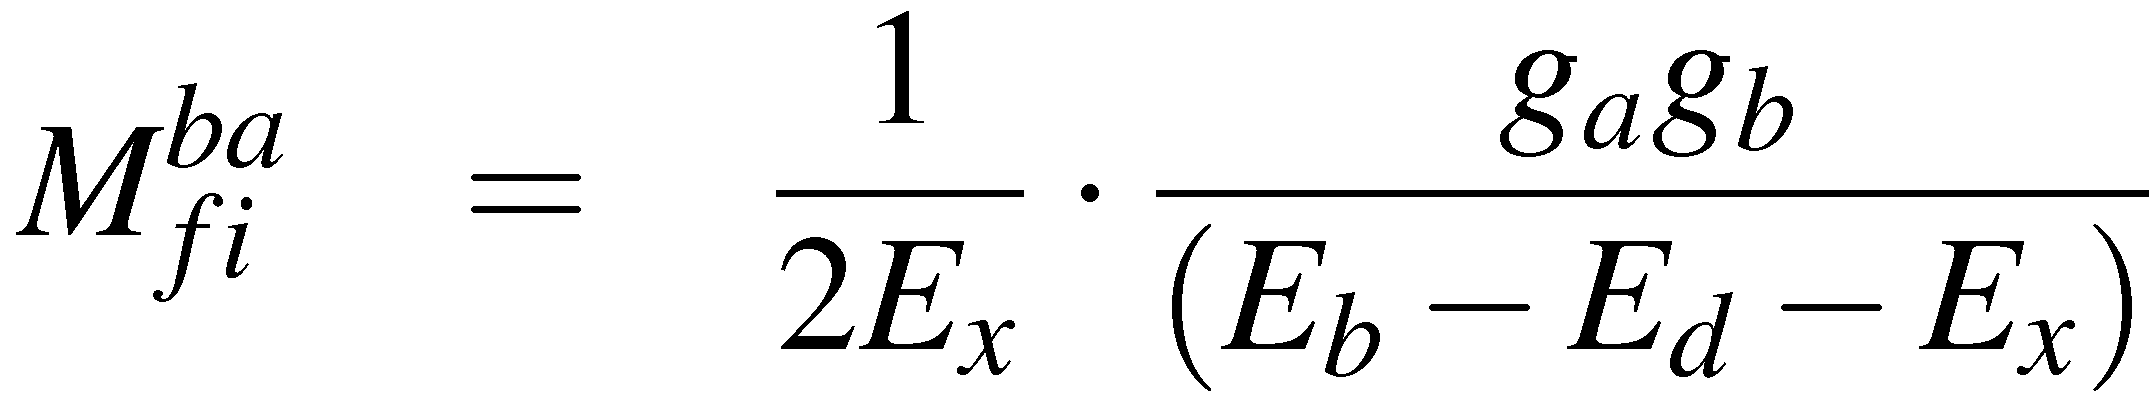 $M_{fi}^{ba} = \frac{1}{2E_x} \cdot \frac{g_a g_b}{(E_b - E_d - E_x)}$